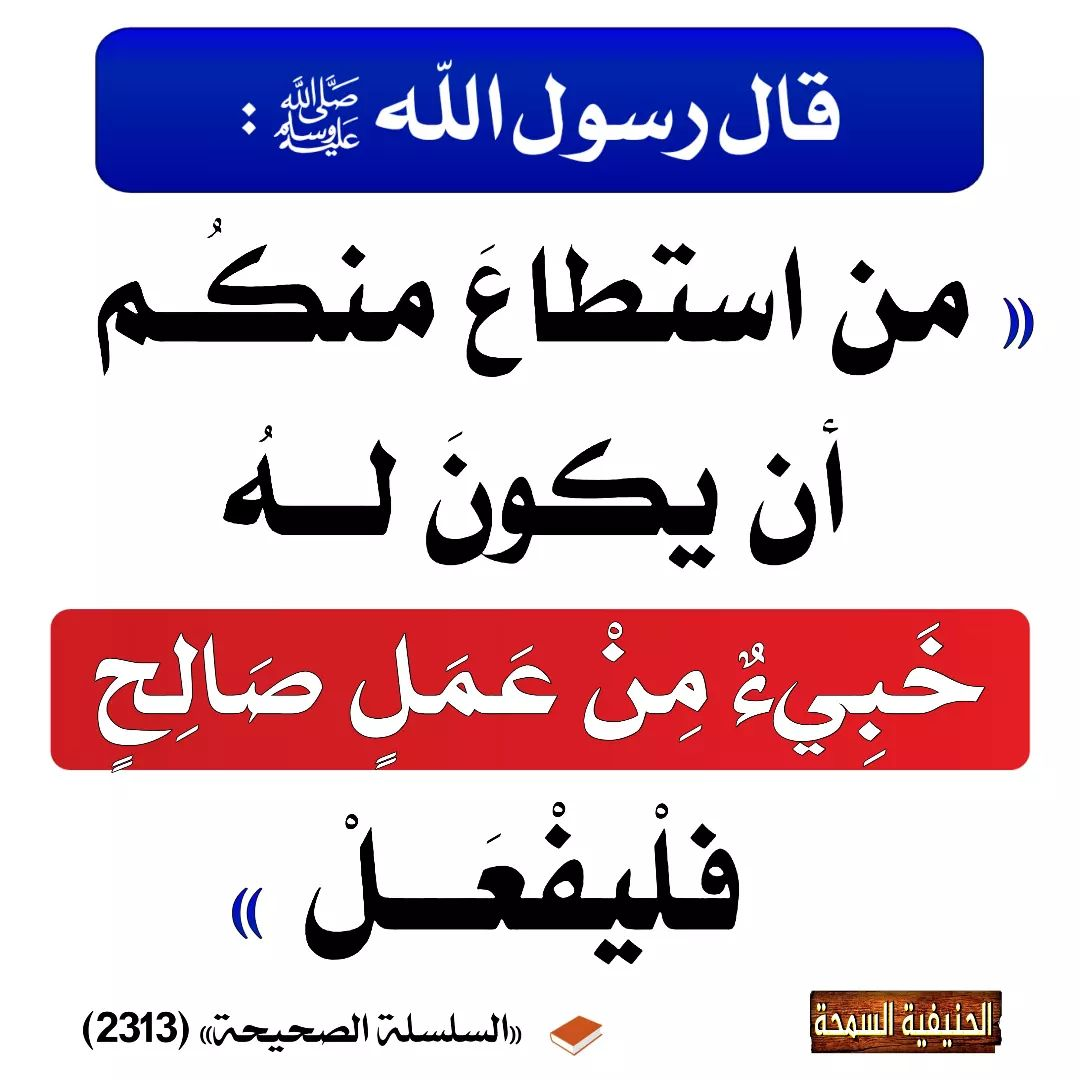 قال رسول الله ﷺ :
(( من استطاعَ منكُم
أن يكونَ لهُ
خَبِيءٌ مِنْ عَمَلٍ صَالِحٍ
فلْيفْعَلْ ))
«السلسلة الصحيحة» (2313)
الحنيفية السمحة